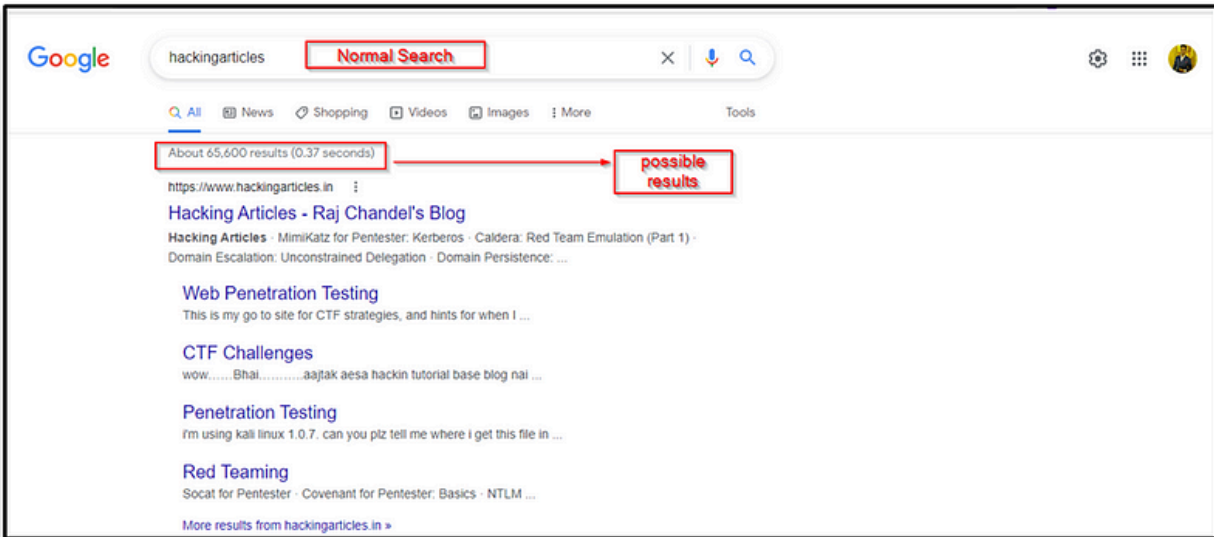 Google
hackingarticles
Normal Search
All News Shopping Videos Images More Tools
About 65,600 results (0.37 seconds)
possible
results
https://www.hackingarticles.in
Hacking Articles - Raj Chandel's Blog
Hacking Articles · MimiKatz for Pentester: Kerberos · Caldera: Red Team Emulation (Part 1) ·
Domain Escalation: Unconstrained Delegation · Domain Persistence: ...
Web Penetration Testing
This is my go to site for CTF strategies, and hints for when I ...
CTF Challenges
wow……Bhai………..aajtak aesa hackin tutorial base blog nai ...
Penetration Testing
i'm using kali linux 1.0.7. can you plz tell me where i get this file in ...
Red Teaming
Socat for Pentester · Covenant for Pentester: Basics · NTLM ...
More results from hackingarticles.in »